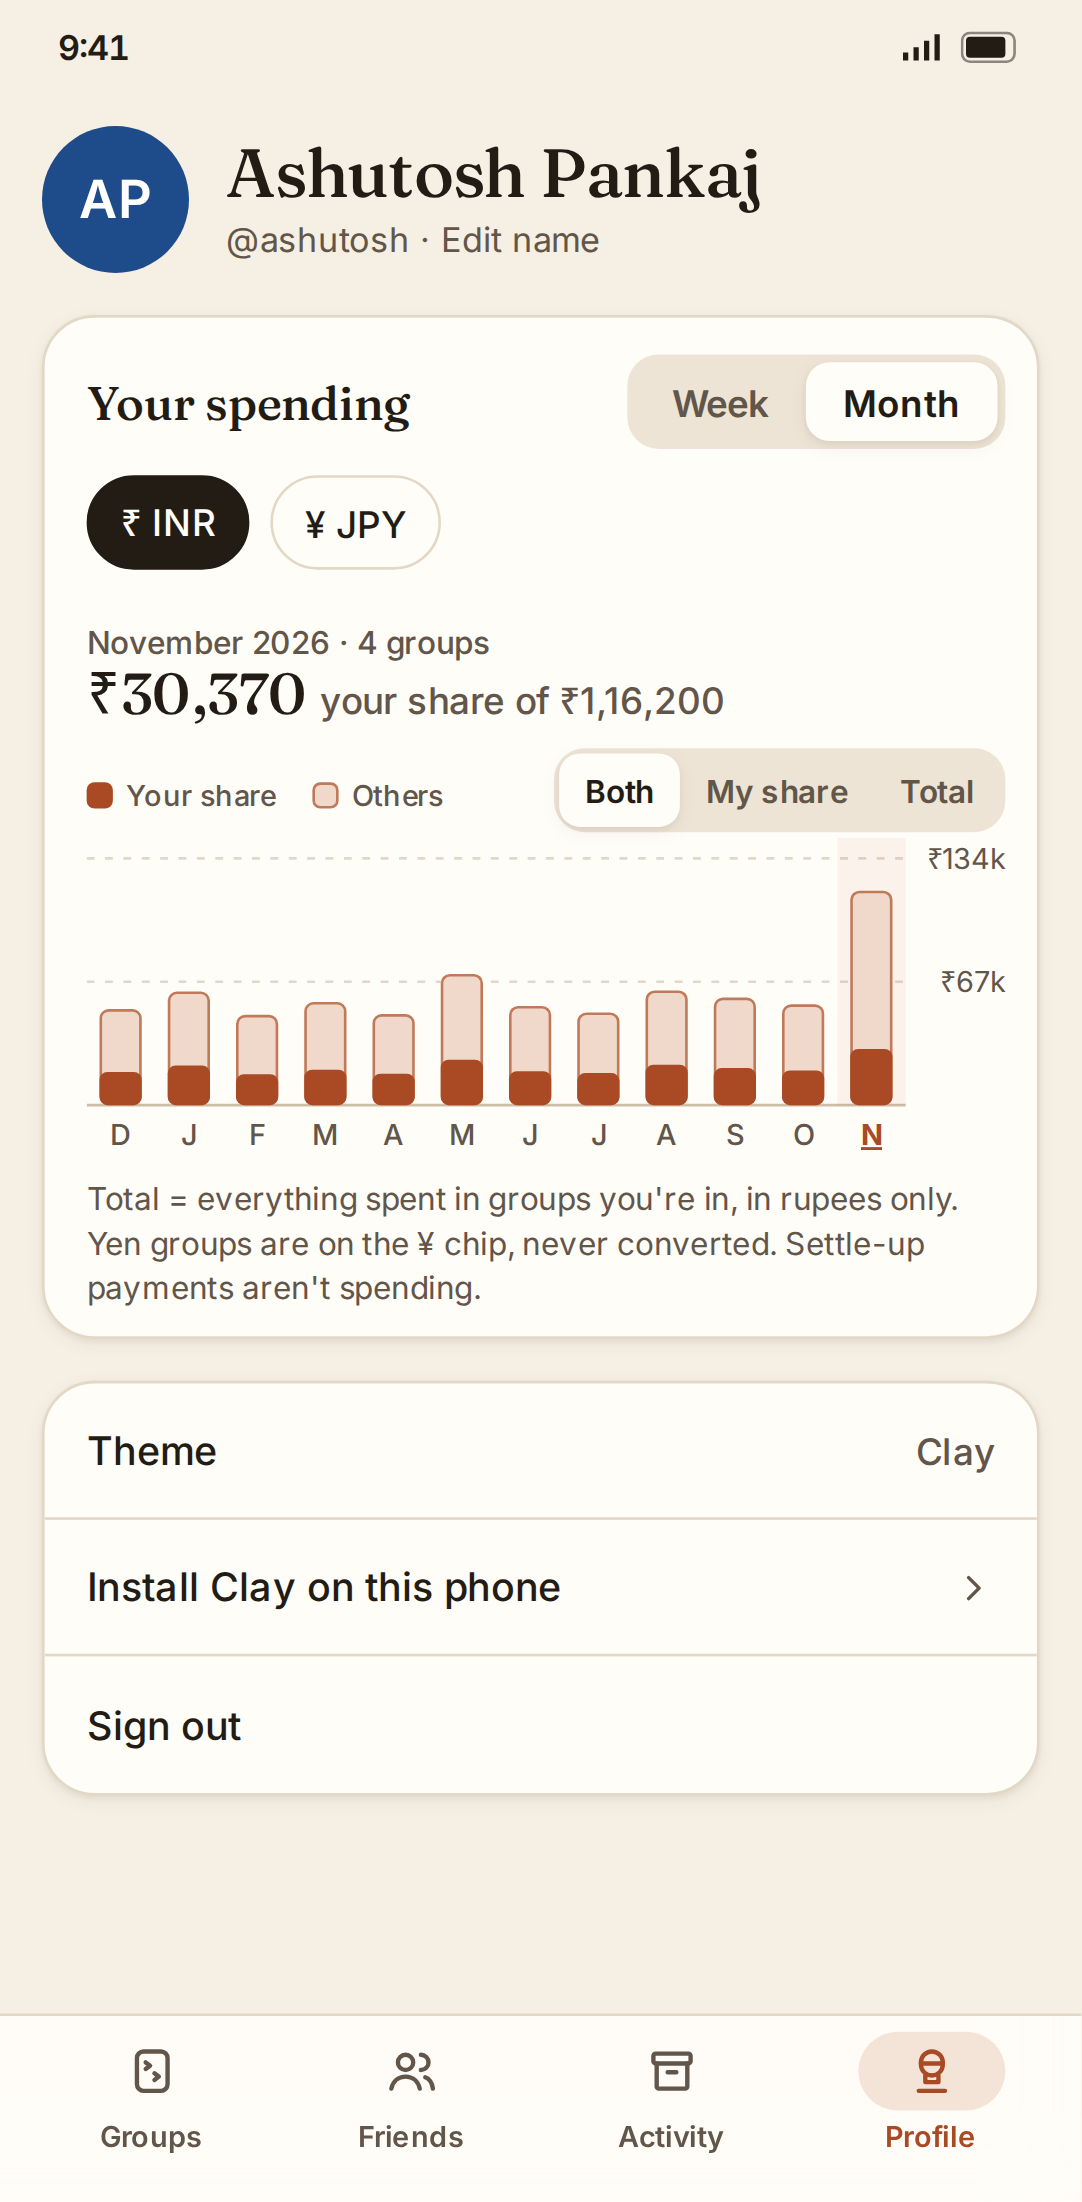 9:41
AP
Ashutosh Pankaj
@ashutosh · Edit name
Your spending
Week Month
₹ INR ¥ JPY
November 2026 · 4 groups
₹30,370 your share of ₹1,16,200
Your share Others Both My share Total
₹134k
₹67k
D J F M A M J J A S O N
Total = everything spent in groups you're in, in rupees only.
Yen groups are on the ¥ chip, never converted. Settle-up
payments aren't spending.
Theme Clay
Install Clay on this phone
Sign out
Groups Friends Activity Profile